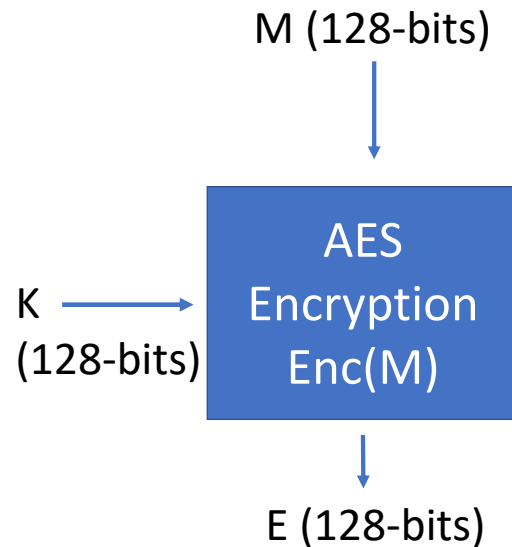 M (128-bits)
AES
Encryption
Enc(M)
K
(128-bits)
E (128-bits)